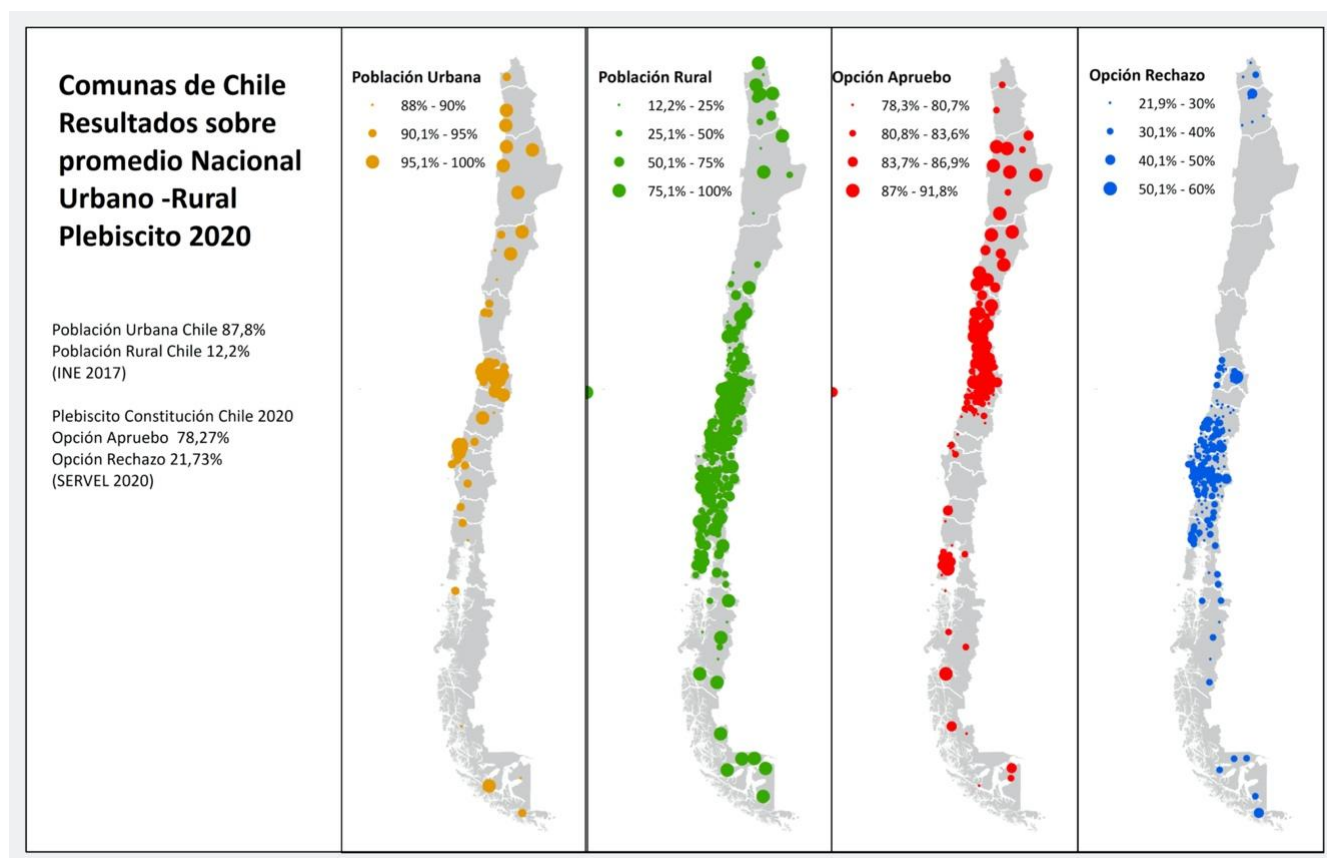 Comunas de Chile
Resultados sobre
promedio Nacional
Urbano -Rural
Plebiscito 2020
Población Urbana Chile 87,8%
Población Rural Chile 12,2%
(INE 2017)
Plebiscito Constitución Chile 2020
Opción Apruebo  78,27%
Opción Rechazo 21,73%
(SERVEL 2020)
Población Urbana
88% - 90%
90,1% - 95%
95,1% - 100%
Población Rural
12,2% - 25%
25,1% - 50%
50,1% - 75%
75,1% - 100%
Opción Apruebo
78,3% - 80,7%
80,8% - 83,6%
83,7% - 86,9%
87% - 91,8%
Opción Rechazo
21,9% - 30%
30,1% - 40%
40,1% - 50%
50,1% - 60%